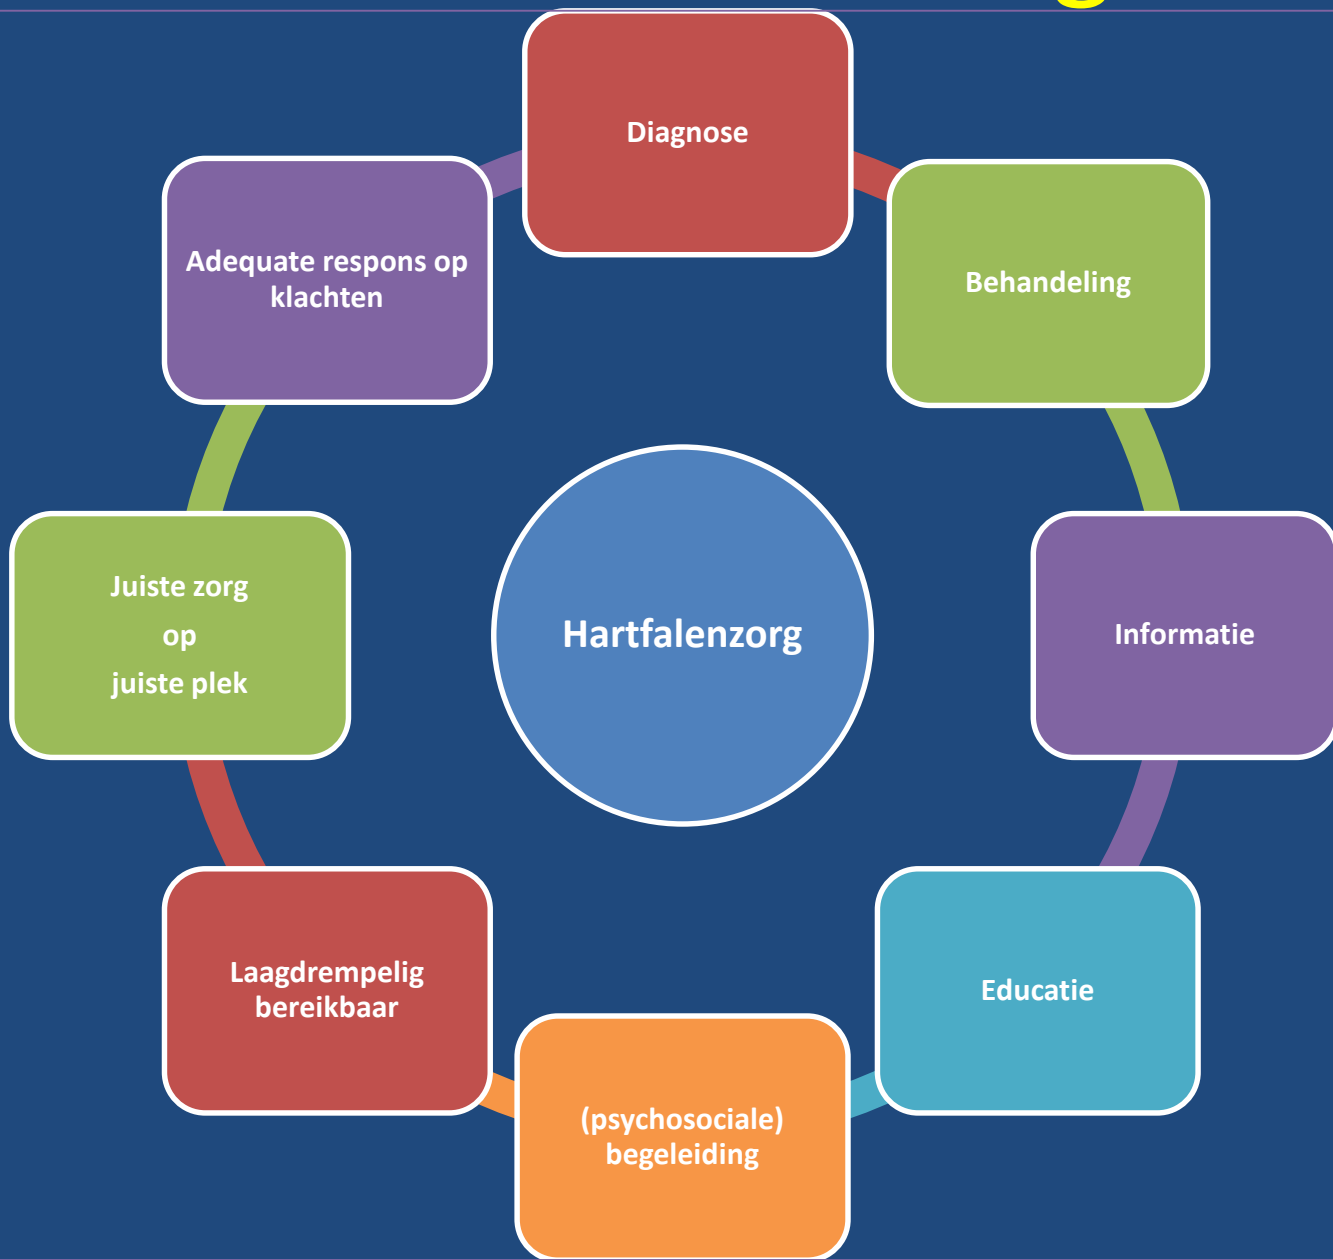 Diagnose
Behandeling
Informatie
Educatie
(psychosociale)
begeleiding
Laagdrempelig
bereikbaar
Juiste zorg
op
juiste plek
Adequate respons op
klachten
Hartfalenzorg